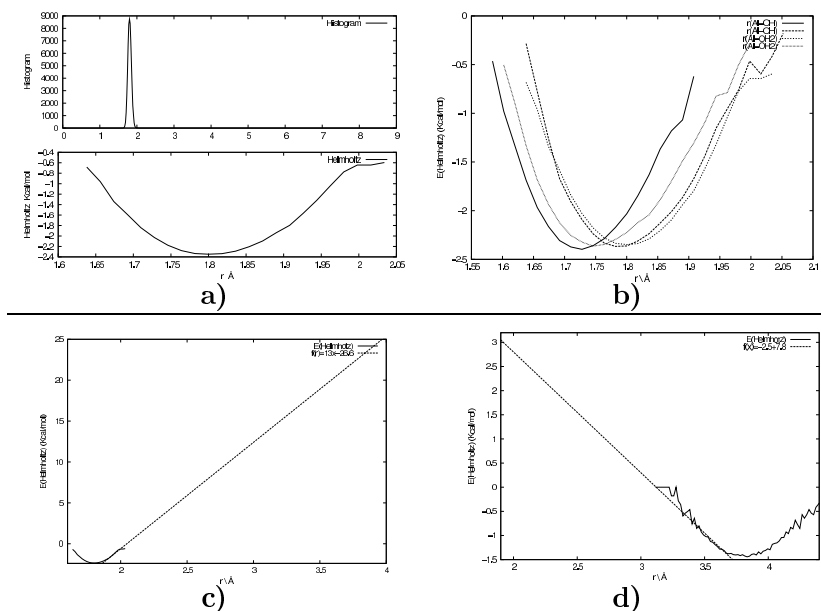 Histogram
9000
8000
7000
6000
5000
4000
3000
2000
1000
0
Histogram
0 1 2 3 4 5 6 7 8 9
Helmholtz Kcal/mol
−0.4
−0.6
−0.8
−1
−1.2
−1.4
−1.6
−1.8
−2
−2.2
−2.4
Helmholtz
1.6 1.65 1.7 1.75 1.8 1.85 1.9 1.95 2 2.05
r Å
a)
E(Helmholtz) (Kcal/mol)
0
−0.5
−1
−1.5
−2
−2.5
r(Al−OH)
r(Al−OH)
r(Al−OH2)
r(Al−OH2)
1.55 1.6 1.65 1.7 1.75 1.8 1.85 1.9 1.95 2 2.05 2.1
r\Å
b)
E(Helmholtz) (Kcal/mol)
25
20
15
10
5
0
E(Helmholtz)
2 2.5 3 3.5 4
r\Å
c)
E(Helmholtz) (Kcal/mol)
3
2.5
2
1.5
1
0.5
0
−0.5
−1
−1.5
f(x)=−2.5+7.8
2 2.5 3 3.5 4
r\Å
d)